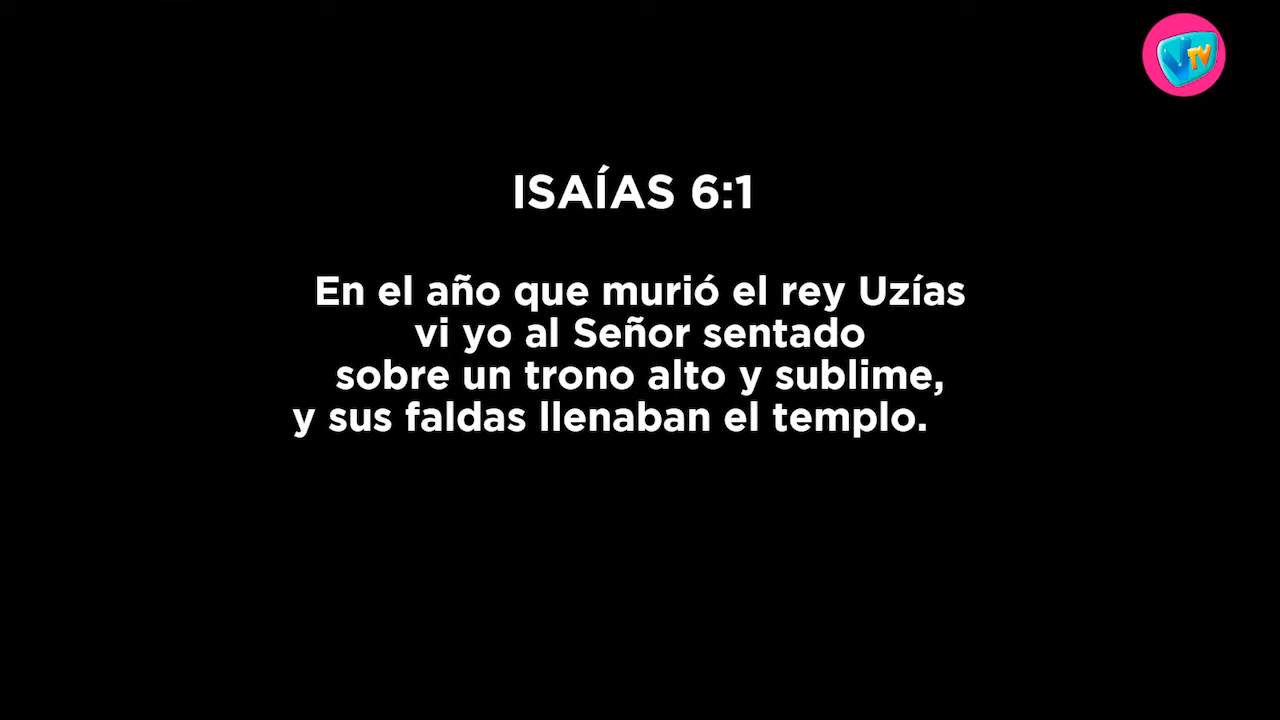 VTV
ISAÍAS 6:1
En el año que murió el rey Uzías
vi yo al Señor sentado
sobre un trono alto y sublime,
y sus faldas llenaban el templo.